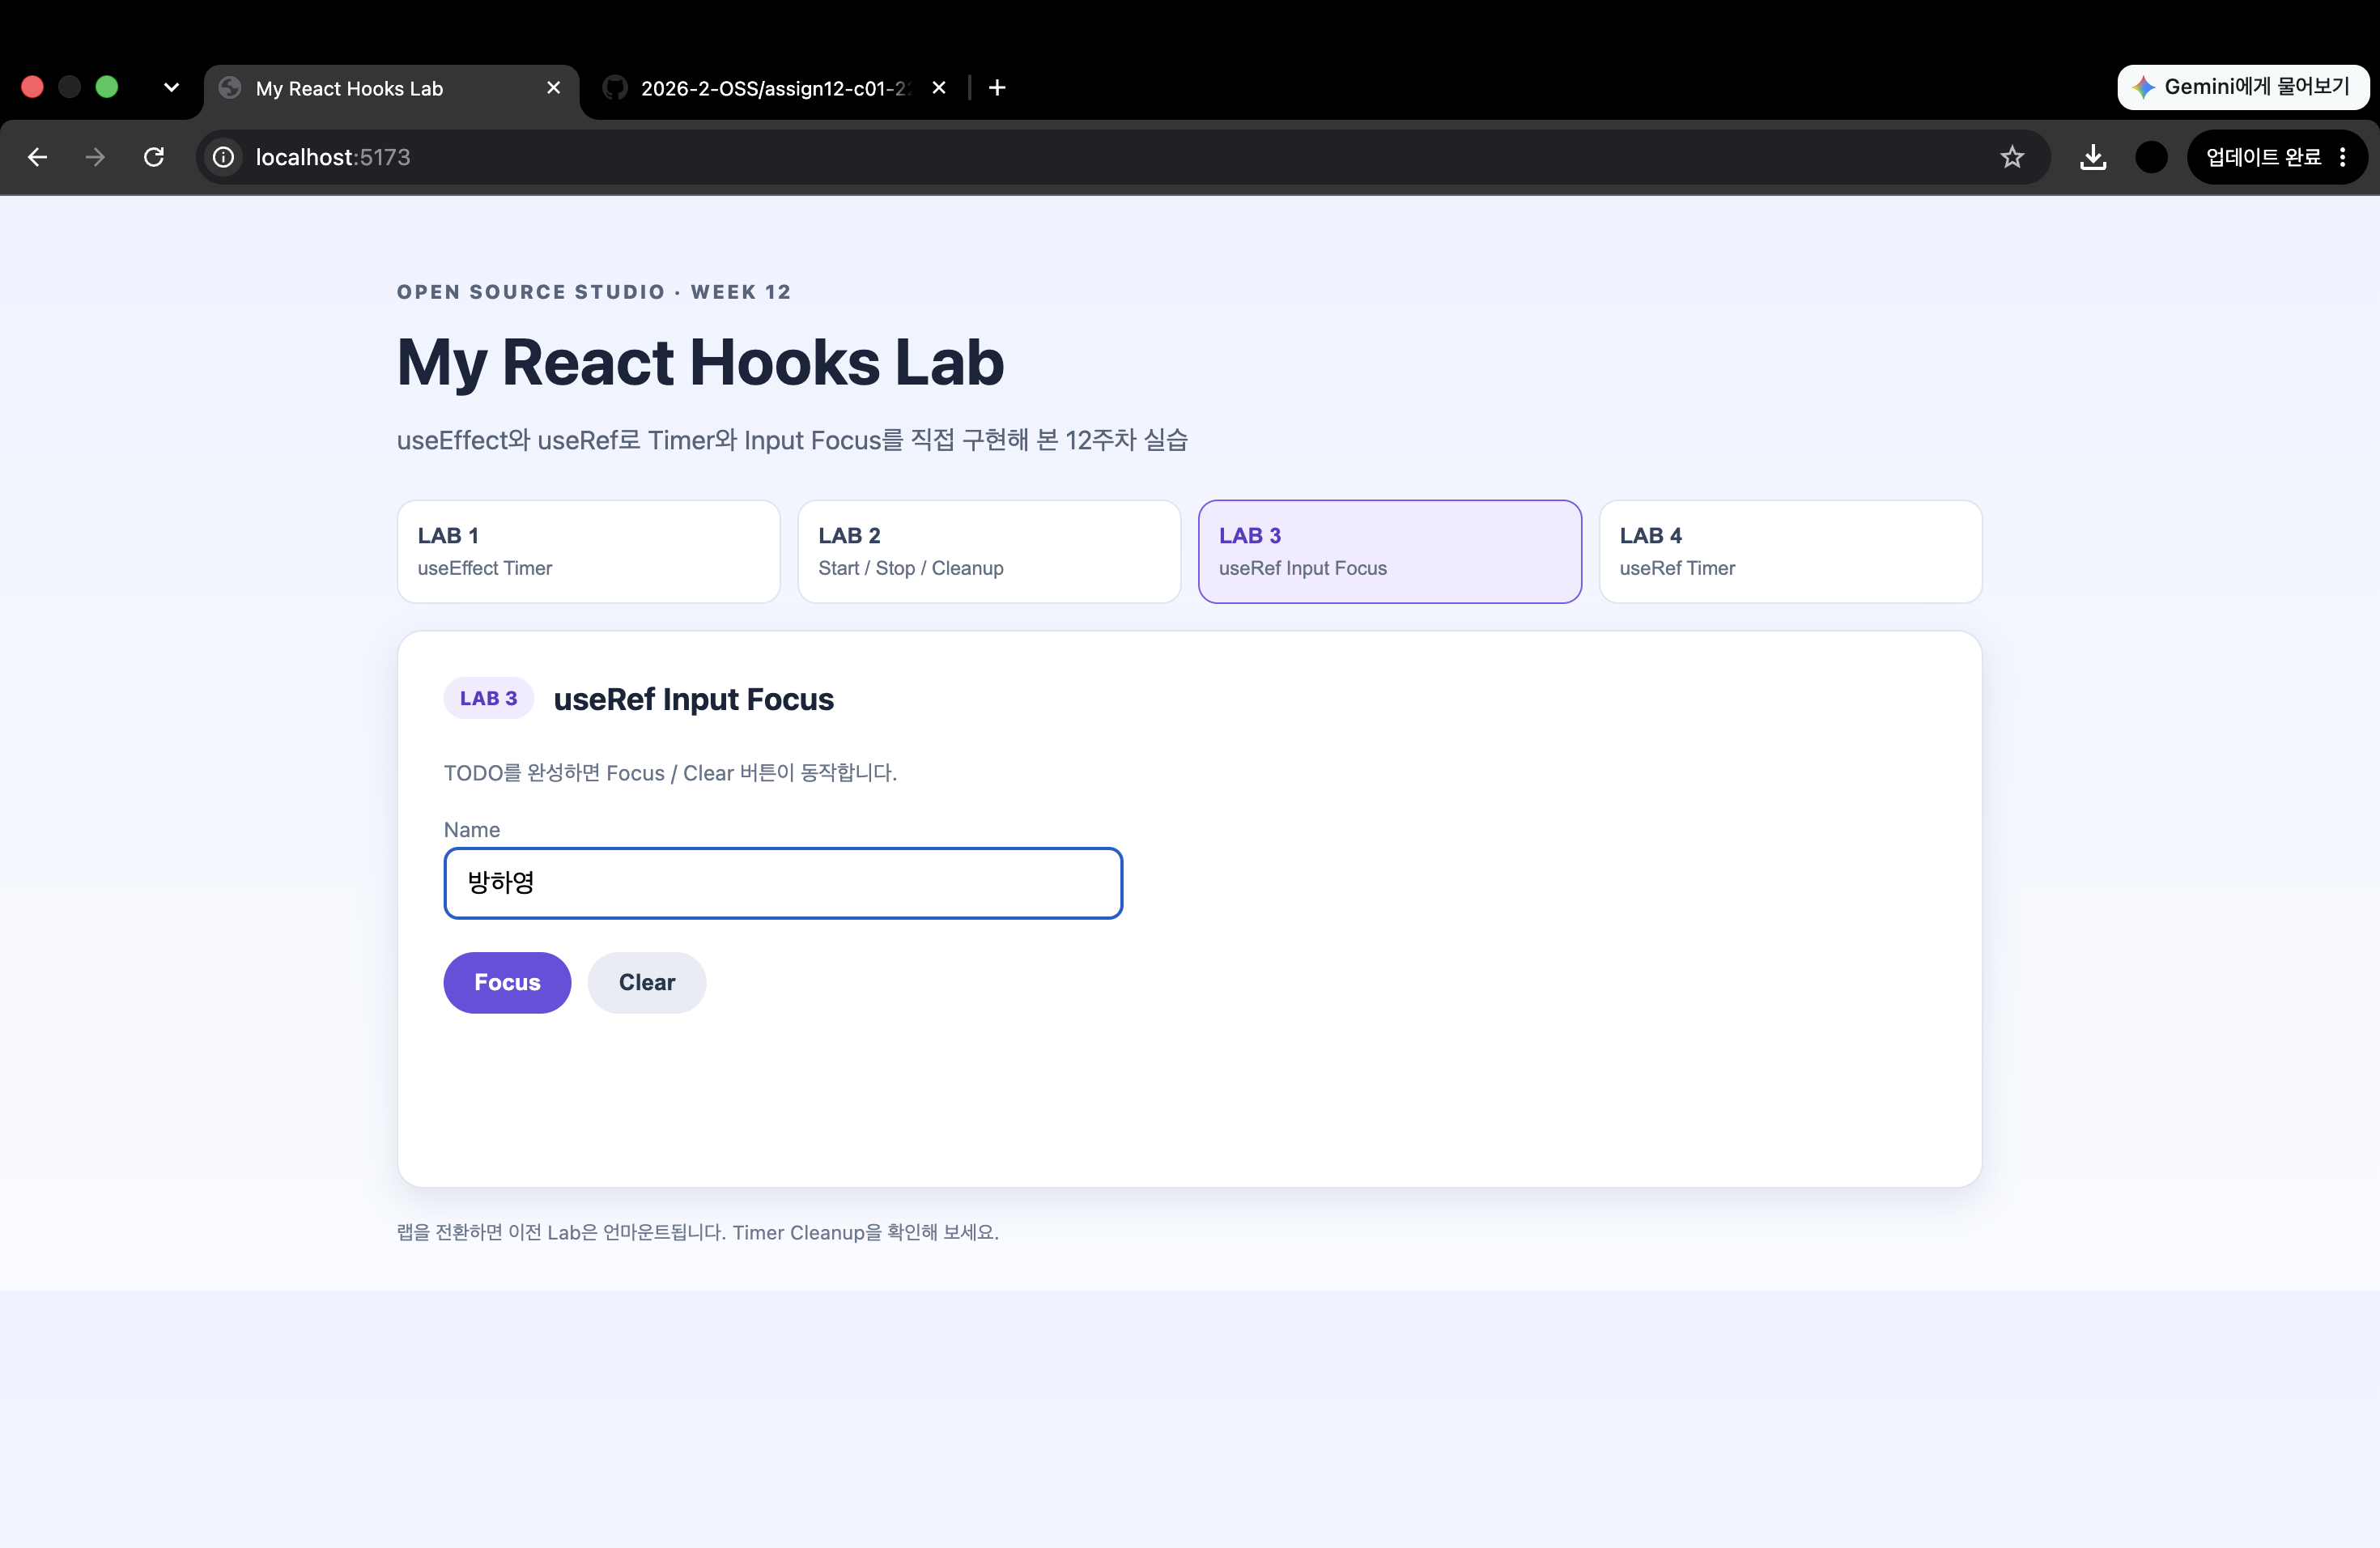 My React Hooks Lab
2026-2-OSS/assign12-c01-22
Gemini에게 물어보기
localhost:5173
업데이트 완료
OPEN SOURCE STUDIO · WEEK 12
My React Hooks Lab
useEffect와 useRef로 Timer와 Input Focus를 직접 구현해 본 12주차 실습
LAB 1
useEffect Timer
LAB 2
Start / Stop / Cleanup
LAB 3
useRef Input Focus
LAB 4
useRef Timer
LAB 3
useRef Input Focus
TODO를 완성하면 Focus / Clear 버튼이 동작합니다.
Name
방하영
Focus
Clear
랩을 전환하면 이전 Lab은 언마운트됩니다. Timer Cleanup을 확인해 보세요.